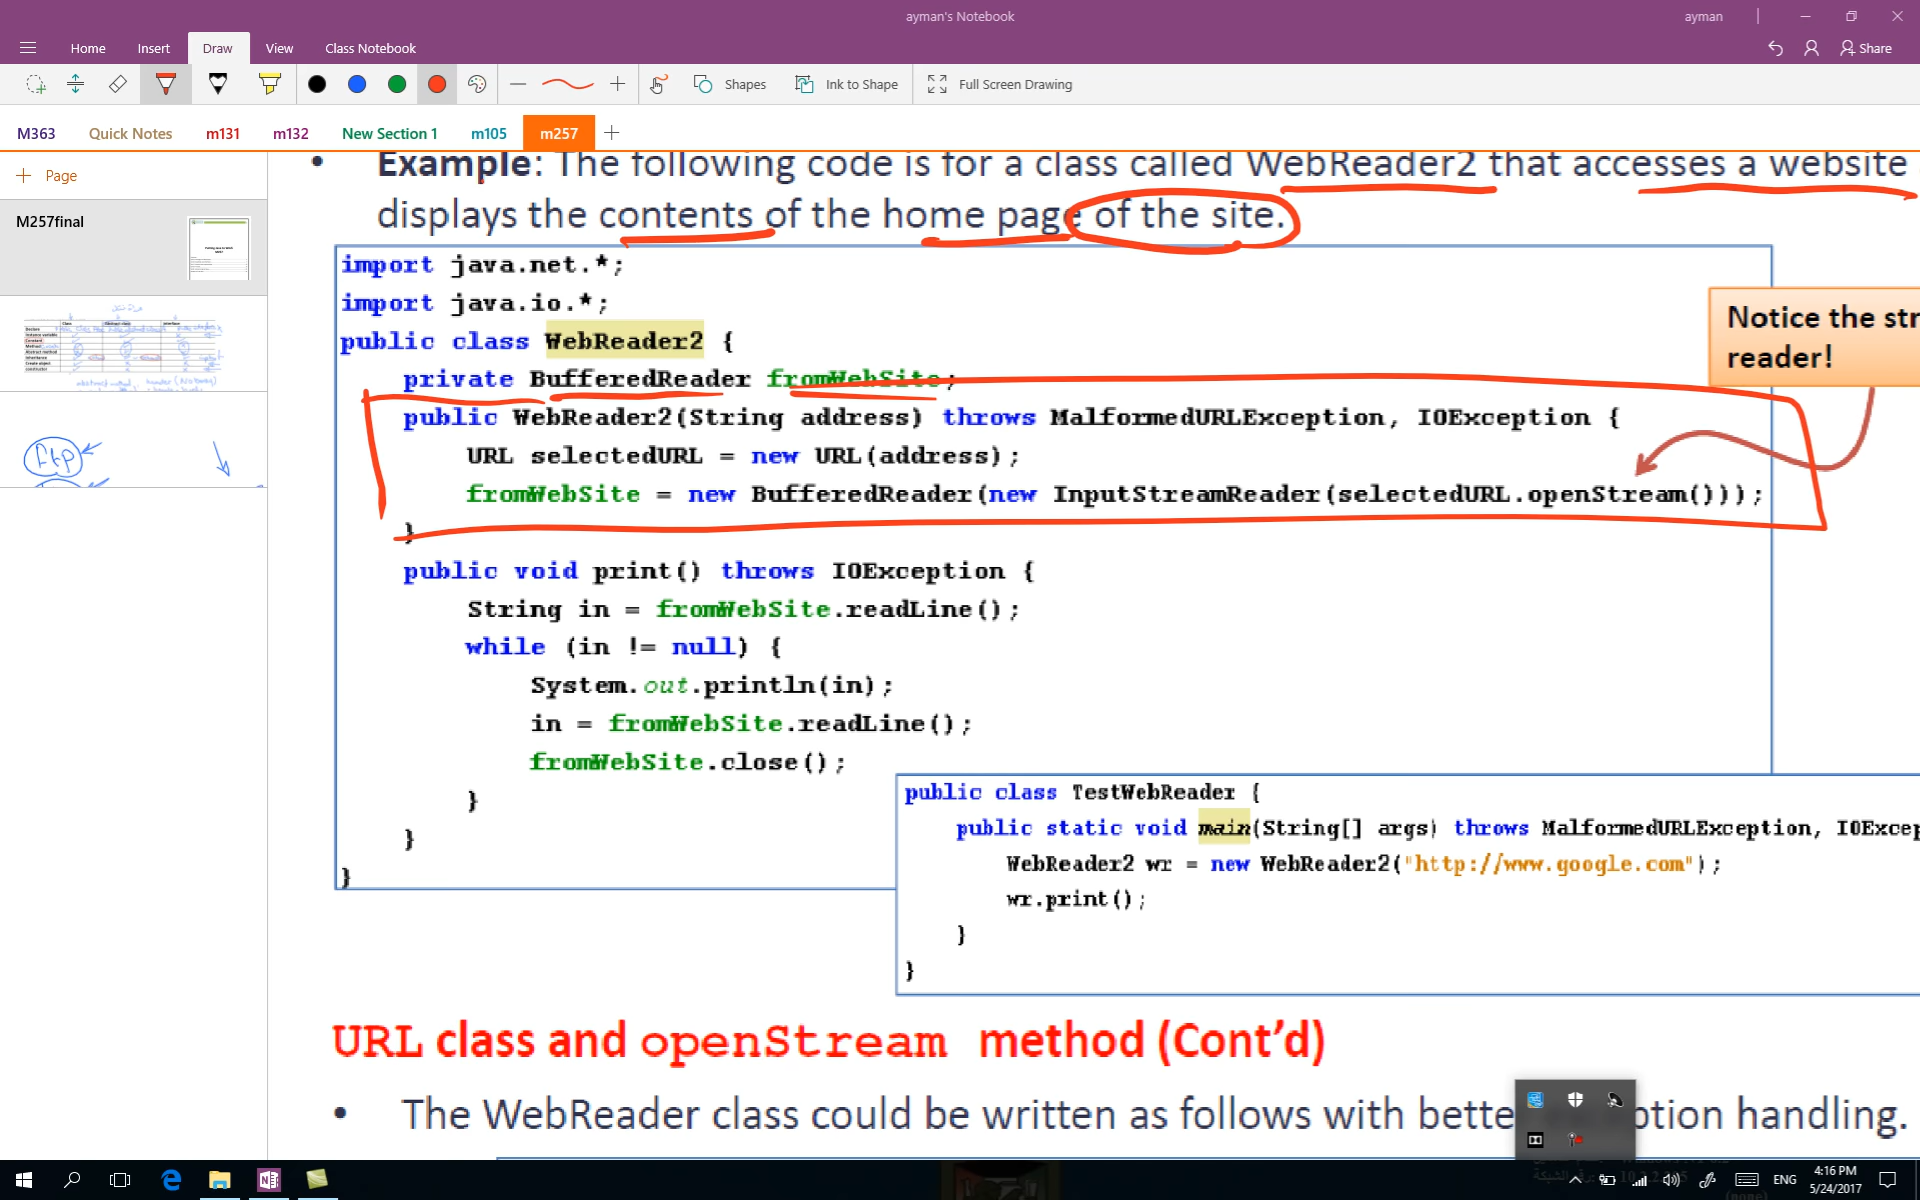 ayman's Notebook
ayman
Home
Insert
Draw
View
Class Notebook
Share
Shapes
Ink to Shape
Full Screen Drawing
M363
Quick Notes
m131
m132
New Section 1
m105
m257
Page
M257final
ftp
• Example: The following code is for a class called WebReader2 that accesses a website
displays the contents of the home page of the site.
import java.net.*;
import java.io.*;
public class WebReader2 {
private BufferedReader fromWebSite;
public WebReader2(String address) throws MalformedURLException, IOException {
URL selectedURL = new URL(address);
fromWebSite = new BufferedReader(new InputStreamReader(selectedURL.openStream()));
}
public void print() throws IOException {
String in = fromWebSite.readLine();
while (in != null) {
System.out.println(in);
in = fromWebSite.readLine();
fromWebSite.close();
}
}
}
Notice the str
reader!
public class TestWebReader {
public static void main(String[] args) throws MalformedURLException, IOExcep
WebReader2 wr = new WebReader2("http://www.google.com");
wr.print();
}
}
URL class and openStream method (Cont'd)
• The WebReader class could be written as follows with bette ption handling.
ENG
4:16 PM
5/24/2017